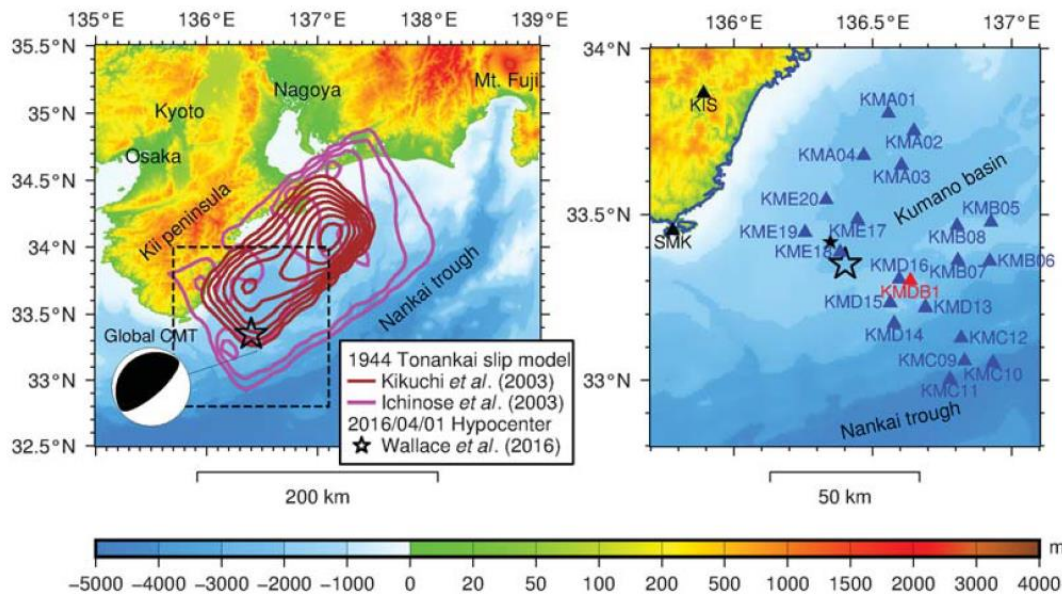 135°E 136°E 137°E 138°E 139°E
35.5°N
35°N
34.5°N
34°N
33.5°N
33°N
32.5°N
Mt. Fuji
Nagoya
Kyoto
Osaka
Kii peninsula
Nankai trough
Global CMT
1944 Tonankai slip model
Kikuchi et al. (2003)
Ichinose et al. (2003)
2016/04/01 Hypocenter
Wallace et al. (2016)
200 km
136°E 136.5°E 137°E
34°N
33.5°N
33°N
KIS
KMA01
KMA02
KMA04
KMA03
Kumano basin
KME20
KMB05
KME19
KME17
SMK
KMB08
KME18
KMD16
KMB07
KMB06
KMDB1
KMD15
KMD13
KMD14
KMC12
KMC09
KMC10
KMC11
Nankai trough
50 km
m
−5000 −4000 −3000 −2000 −1000 0 20 50 100 200 500 1000 1500 2000 3000 4000